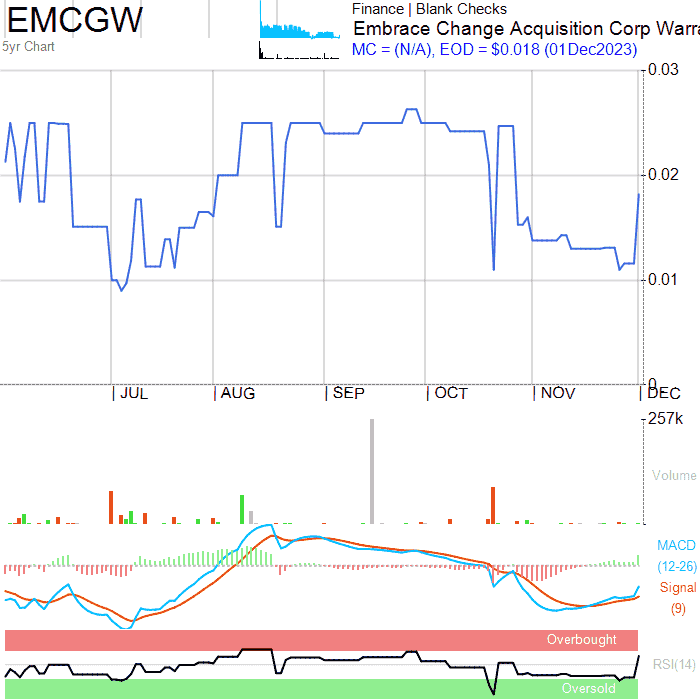 EMCGW
5yr Chart
Finance | Blank Checks
Embrace Change Acquisition Corp Warra
MC = (N/A), EOD = $0.018 (01Dec2023)
0.03
0.02
0.01
0
JUL AUG SEP OCT NOV DEC
257k
Volume
MACD
(12-26)
Signal
(9)
Overbought
RSI(14)
Oversold